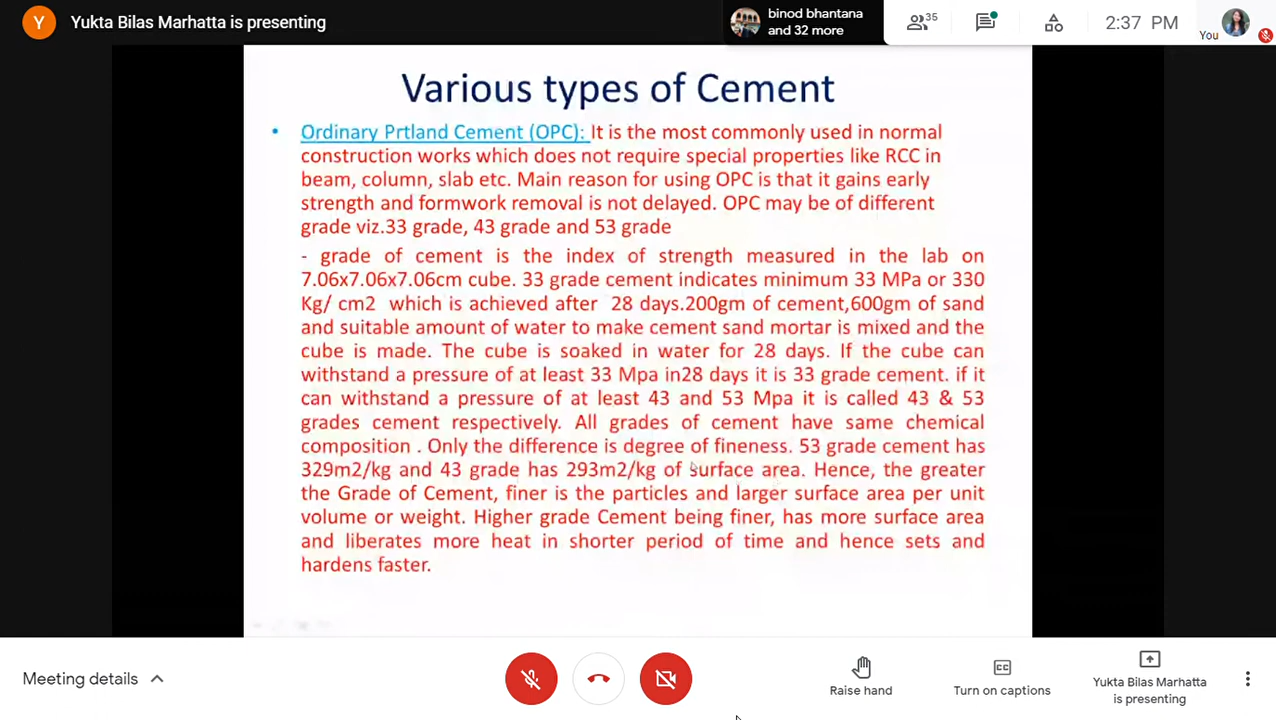 Y
Yukta Bilas Marhatta is presenting
binod bhantana
and 32 more
35
2:37 PM
You
Various types of Cement
• Ordinary Prtland Cement (OPC): It is the most commonly used in normal
construction works which does not require special properties like RCC in
beam, column, slab etc. Main reason for using OPC is that it gains early
strength and formwork removal is not delayed. OPC may be of different
grade viz.33 grade, 43 grade and 53 grade
- grade of cement is the index of strength measured in the lab on
7.06x7.06x7.06cm cube. 33 grade cement indicates minimum 33 MPa or 330
Kg/ cm2 which is achieved after 28 days.200gm of cement,600gm of sand
and suitable amount of water to make cement sand mortar is mixed and the
cube is made. The cube is soaked in water for 28 days. If the cube can
withstand a pressure of at least 33 Mpa in28 days it is 33 grade cement. if it
can withstand a pressure of at least 43 and 53 Mpa it is called 43 & 53
grades cement respectively. All grades of cement have same chemical
composition . Only the difference is degree of fineness. 53 grade cement has
329m2/kg and 43 grade has 293m2/kg of surface area. Hence, the greater
the Grade of Cement, finer is the particles and larger surface area per unit
volume or weight. Higher grade Cement being finer, has more surface area
and liberates more heat in shorter period of time and hence sets and
hardens faster.
Meeting details
Raise hand
CC
Turn on captions
Yukta Bilas Marhatta
is presenting